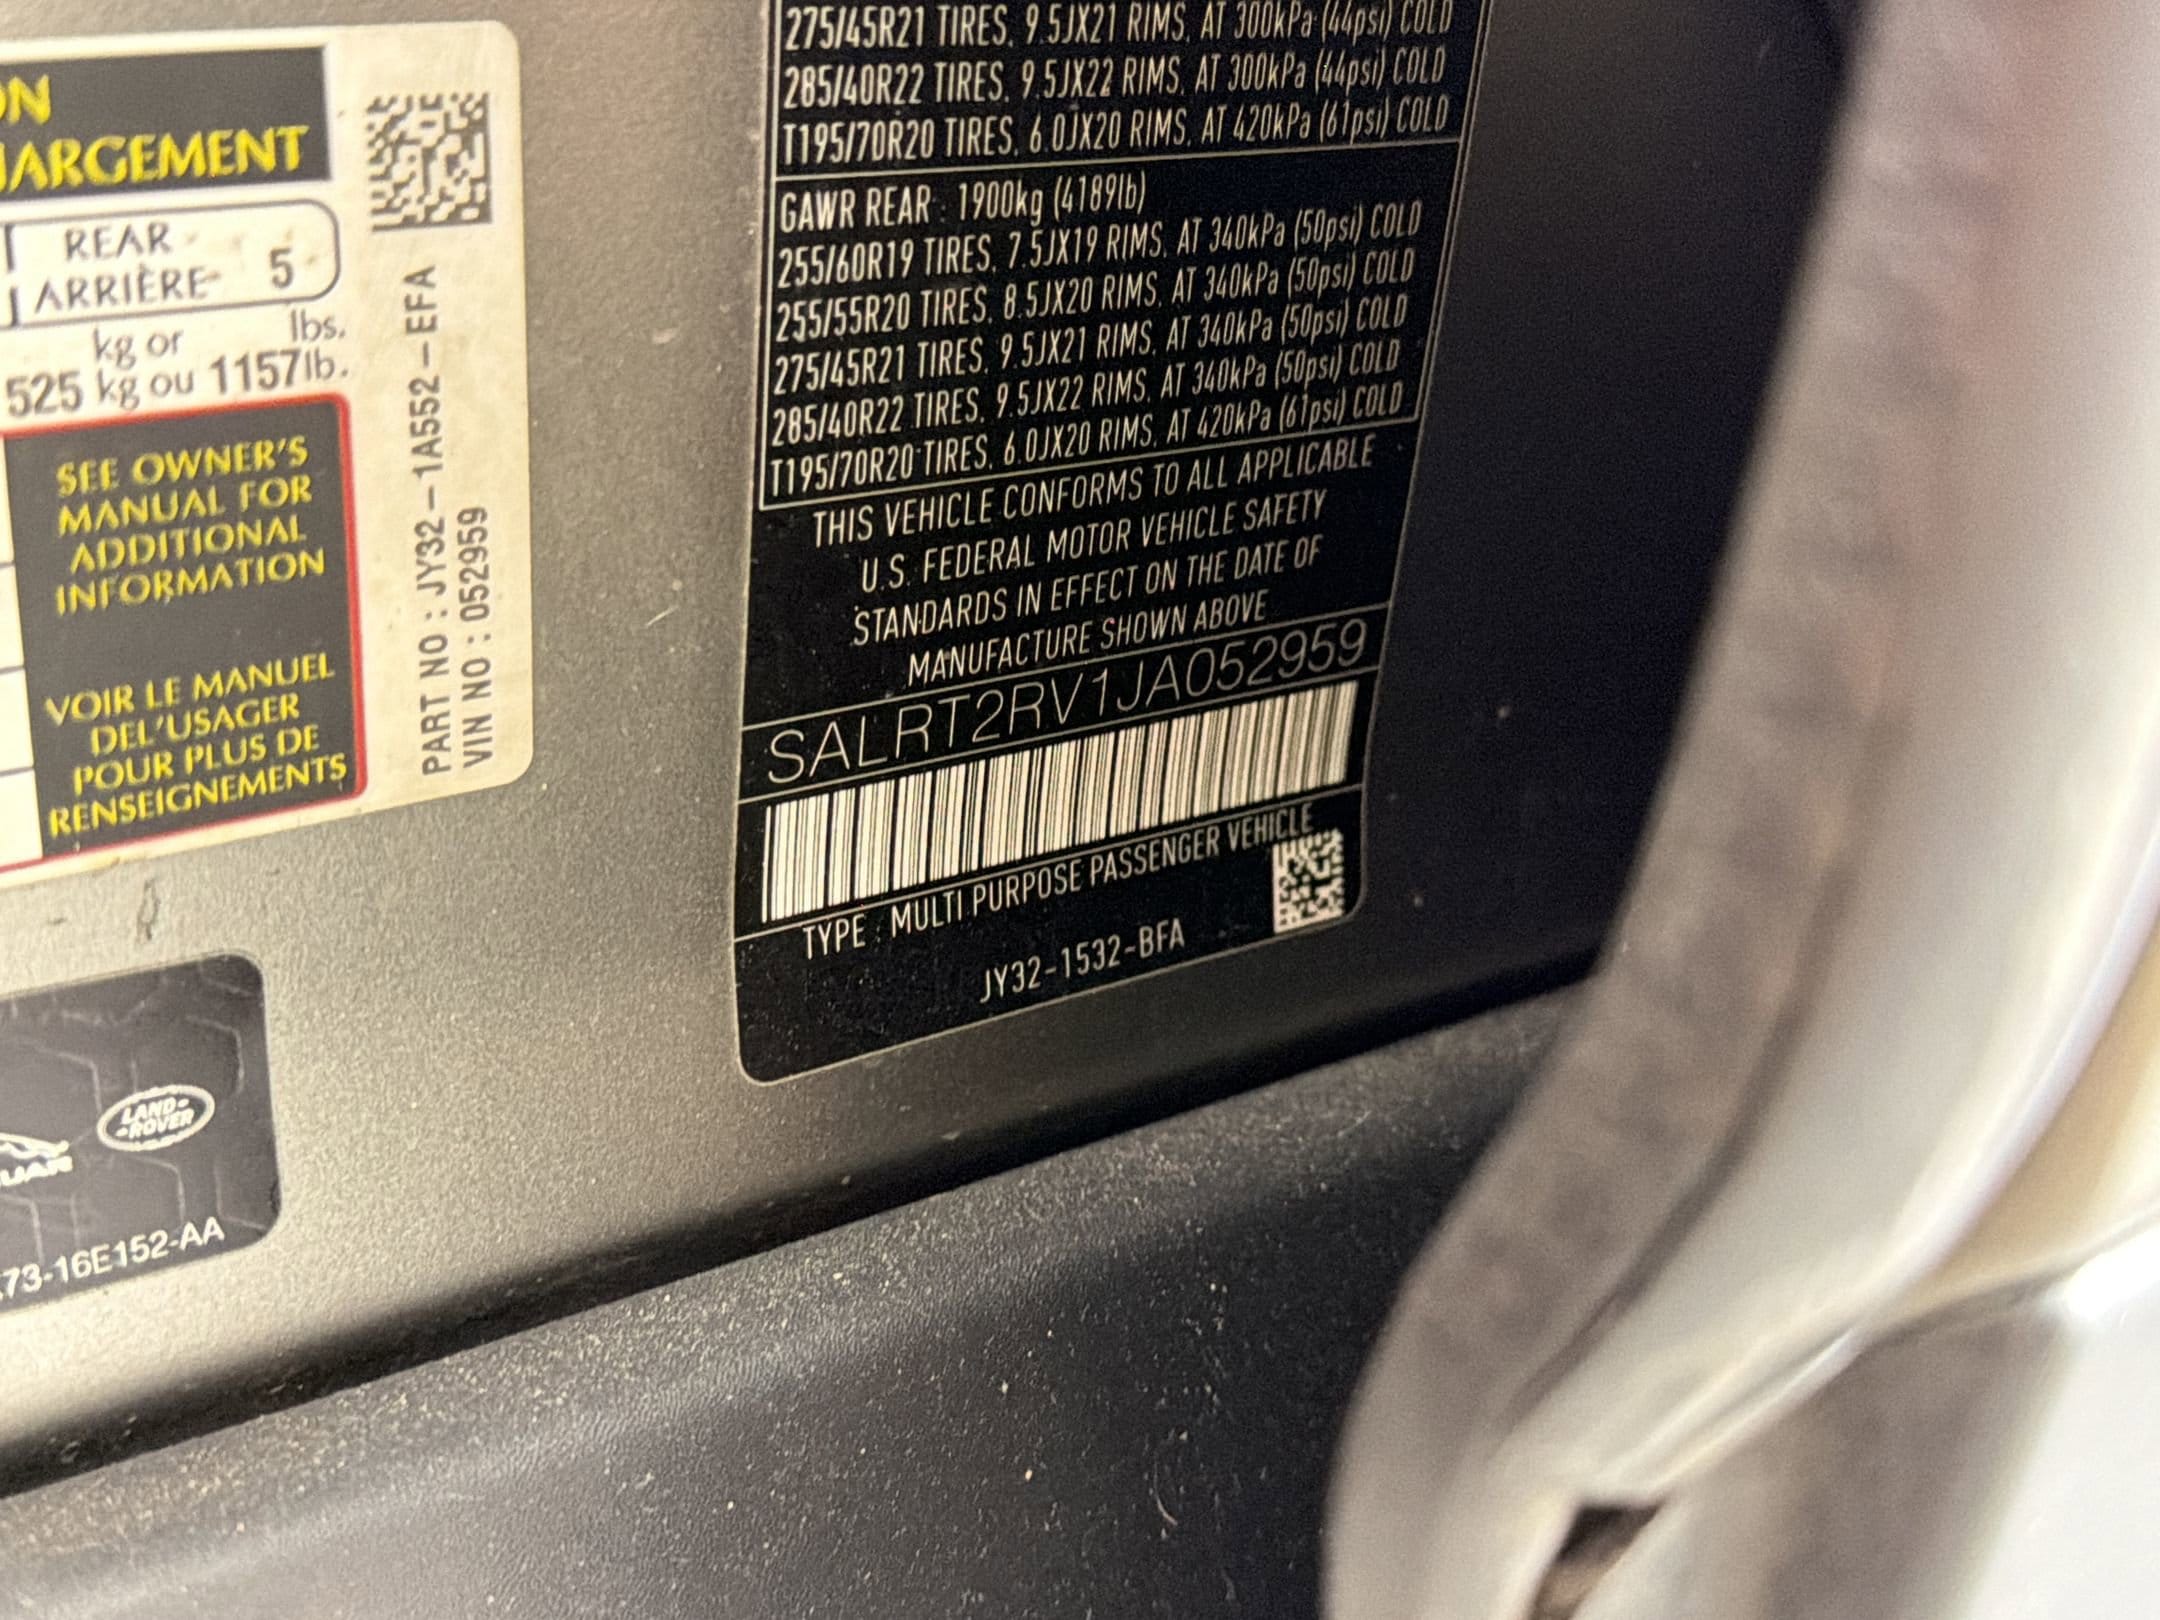 ON
HARGEMENT
REAR
ARRIÈRE 5
kg or lbs.
525 kg ou 1157lb.
SEE OWNER'S
MANUAL FOR
ADDITIONAL
INFORMATION
VOIR LE MANUEL
DEL'USAGER
POUR PLUS DE
RENSEIGNEMENTS
PART NO : JY32-1A552-EFA
VIN NO : 052959
LAND-
-ROVER
UAR
73-16E152-AA
275/45R21 TIRES, 9.5JX21 RIMS, AT 300kPa (44psi) COLD
285/40R22 TIRES, 9.5JX22 RIMS, AT 300kPa (44psi) COLD
T195/70R20 TIRES, 6.0JX20 RIMS, AT 420kPa (61psi) COLD
GAWR REAR : 1900kg (4189lb)
255/60R19 TIRES, 7.5JX19 RIMS, AT 340kPa (50psi) COLD
255/55R20 TIRES, 8.5JX20 RIMS, AT 340kPa (50psi) COLD
275/45R21 TIRES, 9.5JX21 RIMS, AT 340kPa (50psi) COLD
285/40R22 TIRES, 9.5JX22 RIMS, AT 340kPa (50psi) COLD
T195/70R20 TIRES, 6.0JX20 RIMS, AT 420kPa (61psi) COLD
THIS VEHICLE CONFORMS TO ALL APPLICABLE
U.S. FEDERAL MOTOR VEHICLE SAFETY
STANDARDS IN EFFECT ON THE DATE OF
MANUFACTURE SHOWN ABOVE
SALRT2RV1JA052959
TYPE : MULTI PURPOSE PASSENGER VEHICLE
JY32-1532-BFA